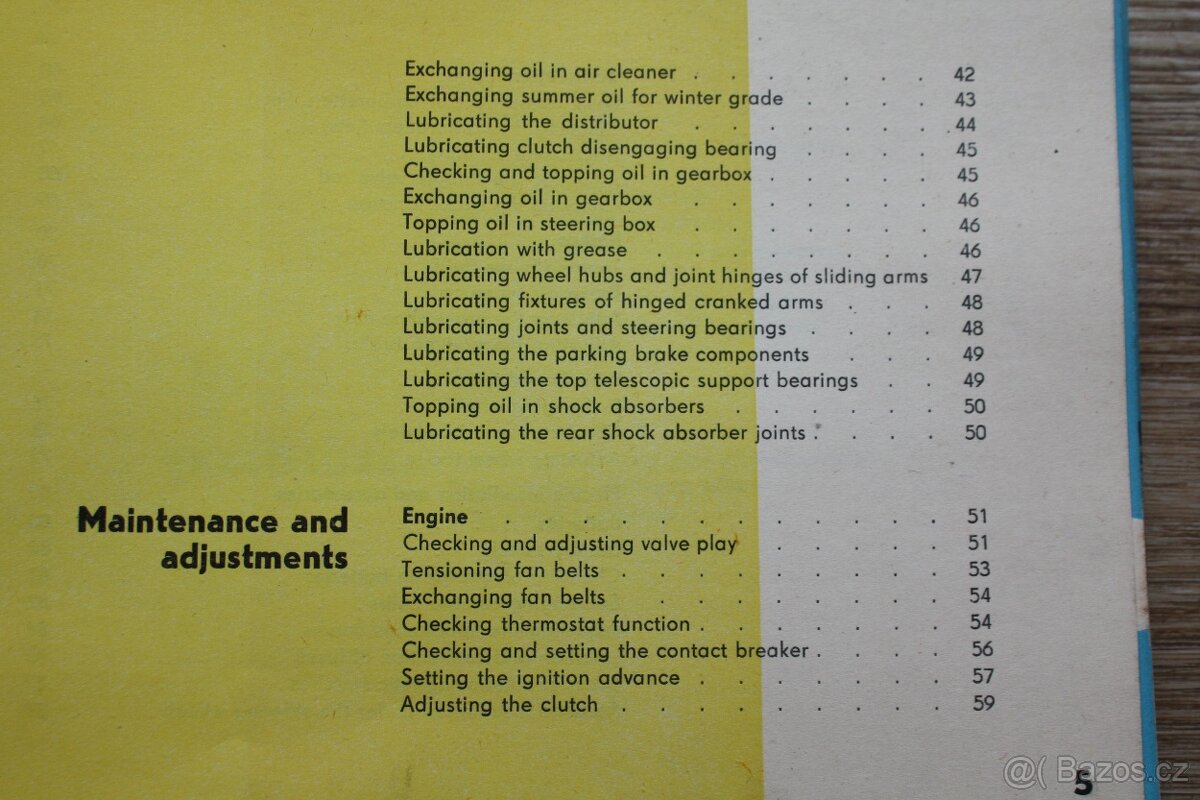 Exchanging oil in air cleaner . . . . . . . 42
Exchanging summer oil for winter grade . . . . 43
Lubricating the distributor . . . . . . . 44
Lubricating clutch disengaging bearing . . . . 45
Checking and topping oil in gearbox . . . . . 45
Exchanging oil in gearbox . . . . . . . 46
Topping oil in steering box . . . . . . . 46
Lubrication with grease . . . . . . . . 46
Lubricating wheel hubs and joint hinges of sliding arms 47
Lubricating fixtures of hinged cranked arms . . . 48
Lubricating joints and steering bearings . . . . 48
Lubricating the parking brake components . . . 49
Lubricating the top telescopic support bearings . . 49
Topping oil in shock absorbers . . . . . . 50
Lubricating the rear shock absorber joints . . . . 50
Maintenance and
adjustments
Engine . . . . . . . . . . . . 51
Checking and adjusting valve play . . . . . 51
Tensioning fan belts . . . . . . . . . 53
Exchanging fan belts . . . . . . . . 54
Checking thermostat function . . . . . . . 54
Checking and setting the contact breaker . . . . 56
Setting the ignition advance . . . . . . . 57
Adjusting the clutch . . . . . . . . . 59
5
@( Bazos.cz